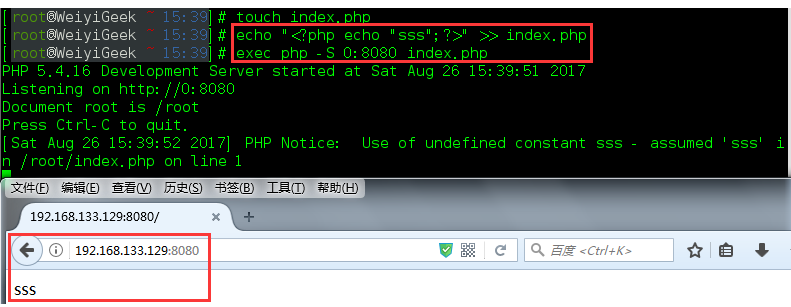 [root@WeiyiGeek ~ 15:39]# touch index.php
[root@WeiyiGeek ~ 15:39]# echo "<?php echo "sss";?>" >> index.php
[root@WeiyiGeek ~ 15:39]# exec php -S 0:8080 index.php
PHP 5.4.16 Development Server started at Sat Aug 26 15:39:51 2017
Listening on http://0:8080
Document root is /root
Press Ctrl-C to quit.
[Sat Aug 26 15:39:52 2017] PHP Notice:  Use of undefined constant sss - assumed 'sss' i
n /root/index.php on line 1
文件(F) 编辑(E) 查看(V) 历史(S) 书签(B) 工具(T) 帮助(H)
192.168.133.129:8080/
192.168.133.129:8080 百度 <Ctrl+K>
sss